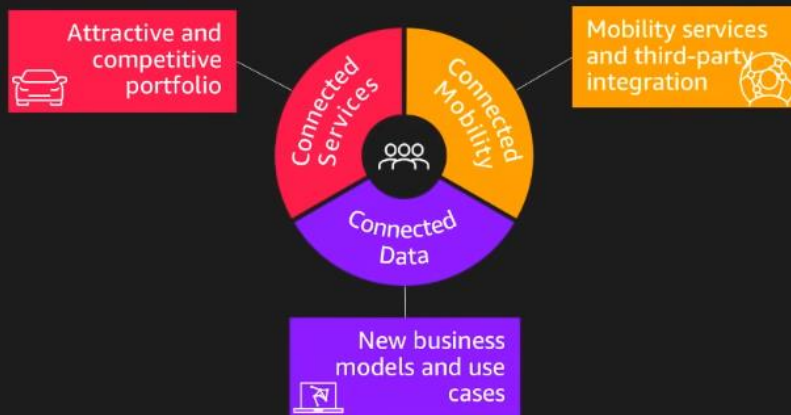 Attractive and
competitive
portfolio
Mobility services
and third-party
integration
Connected
Services
Connected
Mobility
Connected
Data
New business
models and use
cases